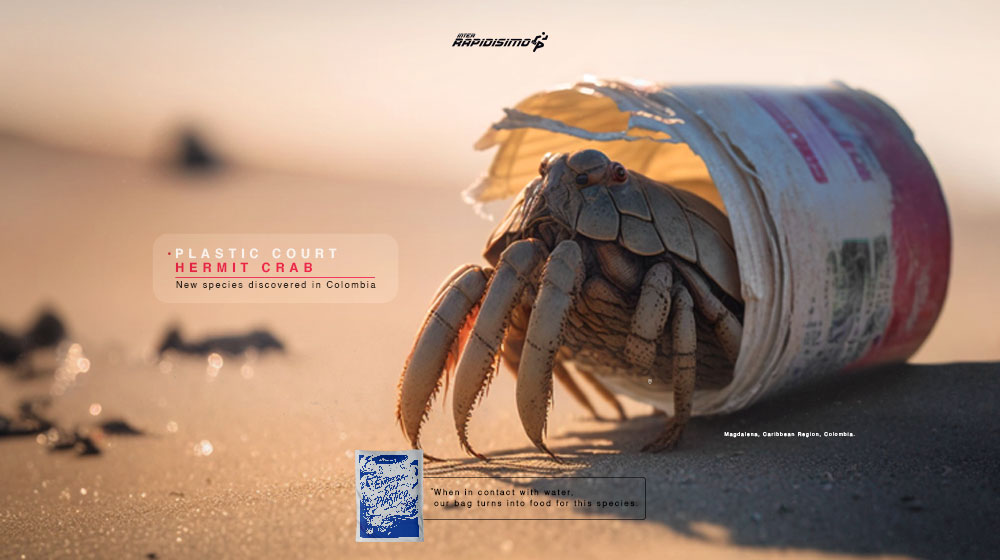 INTER
RAPIDISIMO
PLASTIC COURT
HERMIT CRAB
New species discovered in Colombia
Magdalena, Caribbean Region, Colombia.
"When in contact with water,
our bag turns into food for this species.